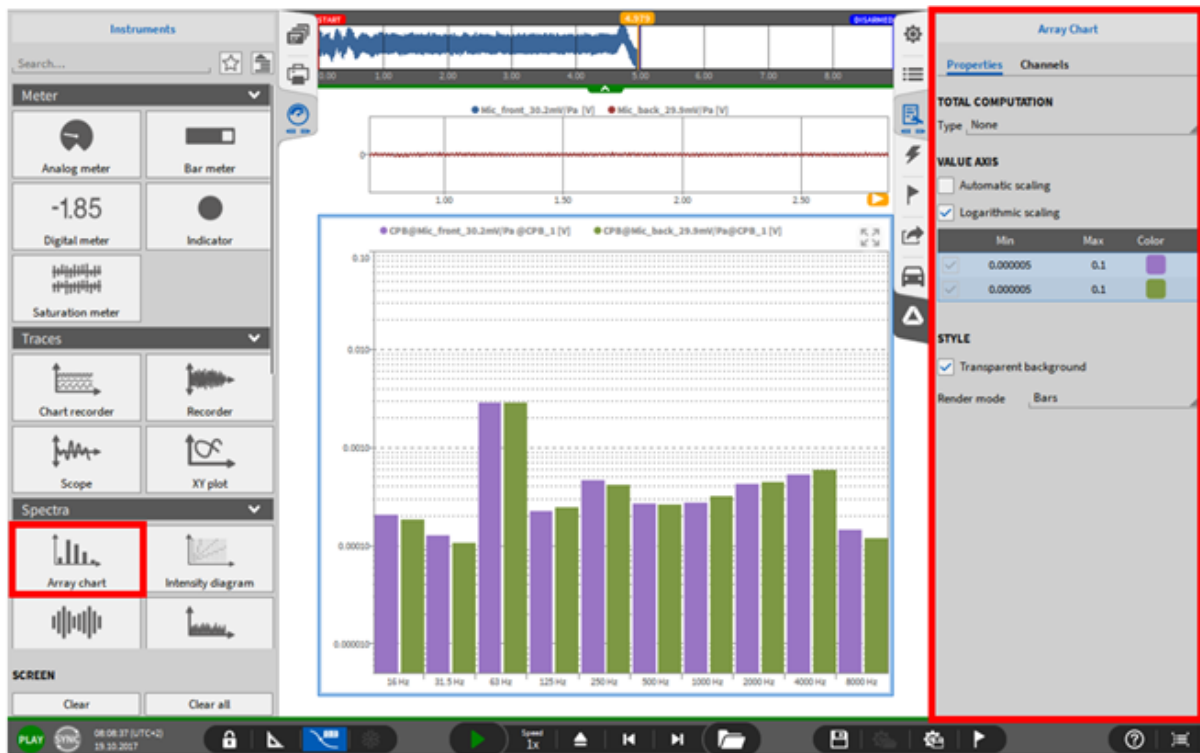 Instruments
Search...
Meter
Analog meter
Bar meter
-1.85
Digital meter
Indicator
Saturation meter
Traces
Chart recorder
Recorder
Scope
XY plot
Spectra
Array chart
Intensity diagram
SCREEN
Clear
Clear all
START
4.979
DISARMED
0.00 1.00 2.00 3.00 4.00 5.00 6.00 7.00 8.00
Mic_front_30.2mV/Pa [V] Mic_back_29.9mV/Pa [V]
0
1.00 1.50 2.00 2.50
CPB@Mic_front_30.2mV/Pa @CPB_1 [V] CPB@Mic_back_29.9mV/Pa@CPB_1 [V]
0.10
0.010
0.0010
0.00010
0.000010
16 Hz 31.5 Hz 63 Hz 125 Hz 250 Hz 500 Hz 1000 Hz 2000 Hz 4000 Hz 8000 Hz
Array Chart
Properties Channels
TOTAL COMPUTATION
Type None
VALUE AXIS
Automatic scaling
Logarithmic scaling
Min Max Color
0.000005 0.1
0.000005 0.1
STYLE
Transparent background
Render mode Bars
PLAY
SYNC
08:08:37 (UTC+2)
19.10.2017
Speed
1x